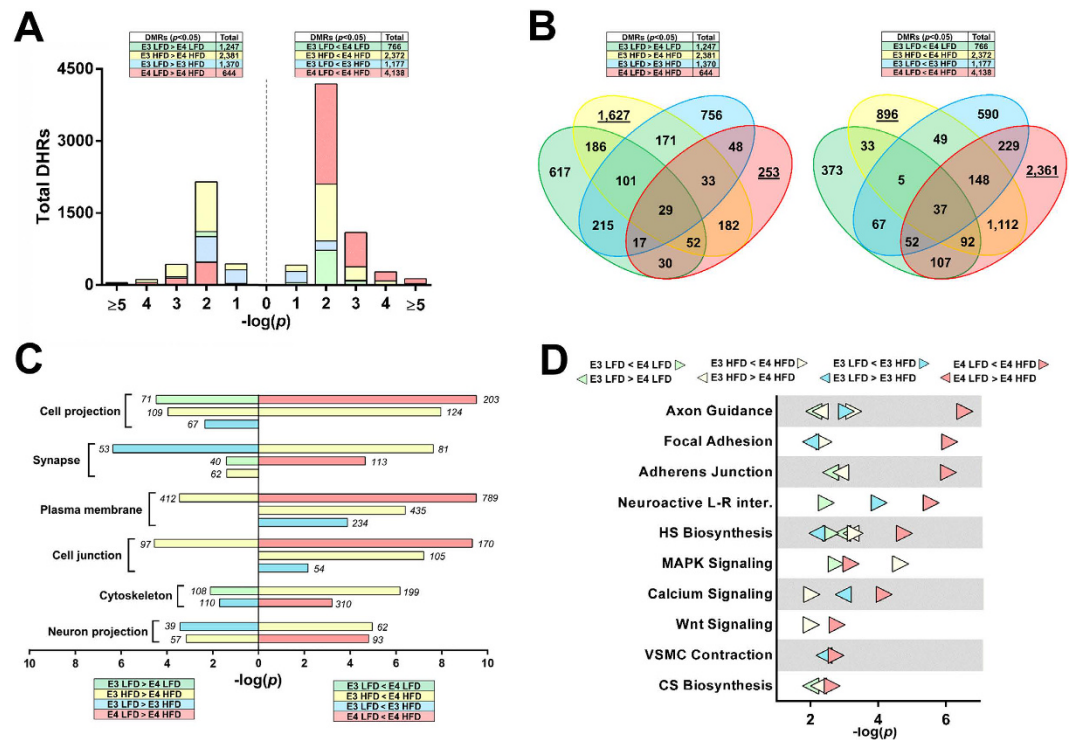 A
DMRs (p<0.05) Total
E3 LFD > E4 LFD 1,247
E3 HFD > E4 HFD 2,381
E3 LFD > E3 HFD 1,370
E4 LFD > E4 HFD 644
DMRs (p<0.05) Total
E3 LFD < E4 LFD 766
E3 HFD < E4 HFD 2,372
E3 LFD < E3 HFD 1,177
E4 LFD < E4 HFD 4,138
Total DHRs
4500
3000
1500
0
≥5 4 3 2 1 0 1 2 3 4 ≥5
-log(p)
B
DMRs (p<0.05) Total
E3 LFD > E4 LFD 1,247
E3 HFD > E4 HFD 2,381
E3 LFD > E3 HFD 1,370
E4 LFD > E4 HFD 644
1,627 756
186 171 48
617 101 33 253
29
215 182
17 52
30
DMRs (p<0.05) Total
E3 LFD < E4 LFD 766
E3 HFD < E4 HFD 2,372
E3 LFD < E3 HFD 1,177
E4 LFD < E4 HFD 4,138
896 590
33 49 229
373 5 148 2,361
37
67 1,112
52 92
107
C
Cell projection
71 203
109 124
67
Synapse
53 81
40 113
62
Plasma membrane
412 789
435
234
Cell junction
97 170
105
54
Cytoskeleton
108 199
110 310
Neuron projection
39 62
57 93
10 8 6 4 2 0 2 4 6 8 10
-log(p)
E3 LFD > E4 LFD
E3 HFD > E4 HFD
E3 LFD > E3 HFD
E4 LFD > E4 HFD
E3 LFD < E4 LFD
E3 HFD < E4 HFD
E3 LFD < E3 HFD
E4 LFD < E4 HFD
D
E3 LFD < E4 LFD E3 HFD < E4 HFD E3 LFD < E3 HFD E4 LFD < E4 HFD
E3 LFD > E4 LFD E3 HFD > E4 HFD E3 LFD > E3 HFD E4 LFD > E4 HFD
Axon Guidance
Focal Adhesion
Adherens Junction
Neuroactive L-R inter.
HS Biosynthesis
MAPK Signaling
Calcium Signaling
Wnt Signaling
VSMC Contraction
CS Biosynthesis
2 4 6
-log(p)